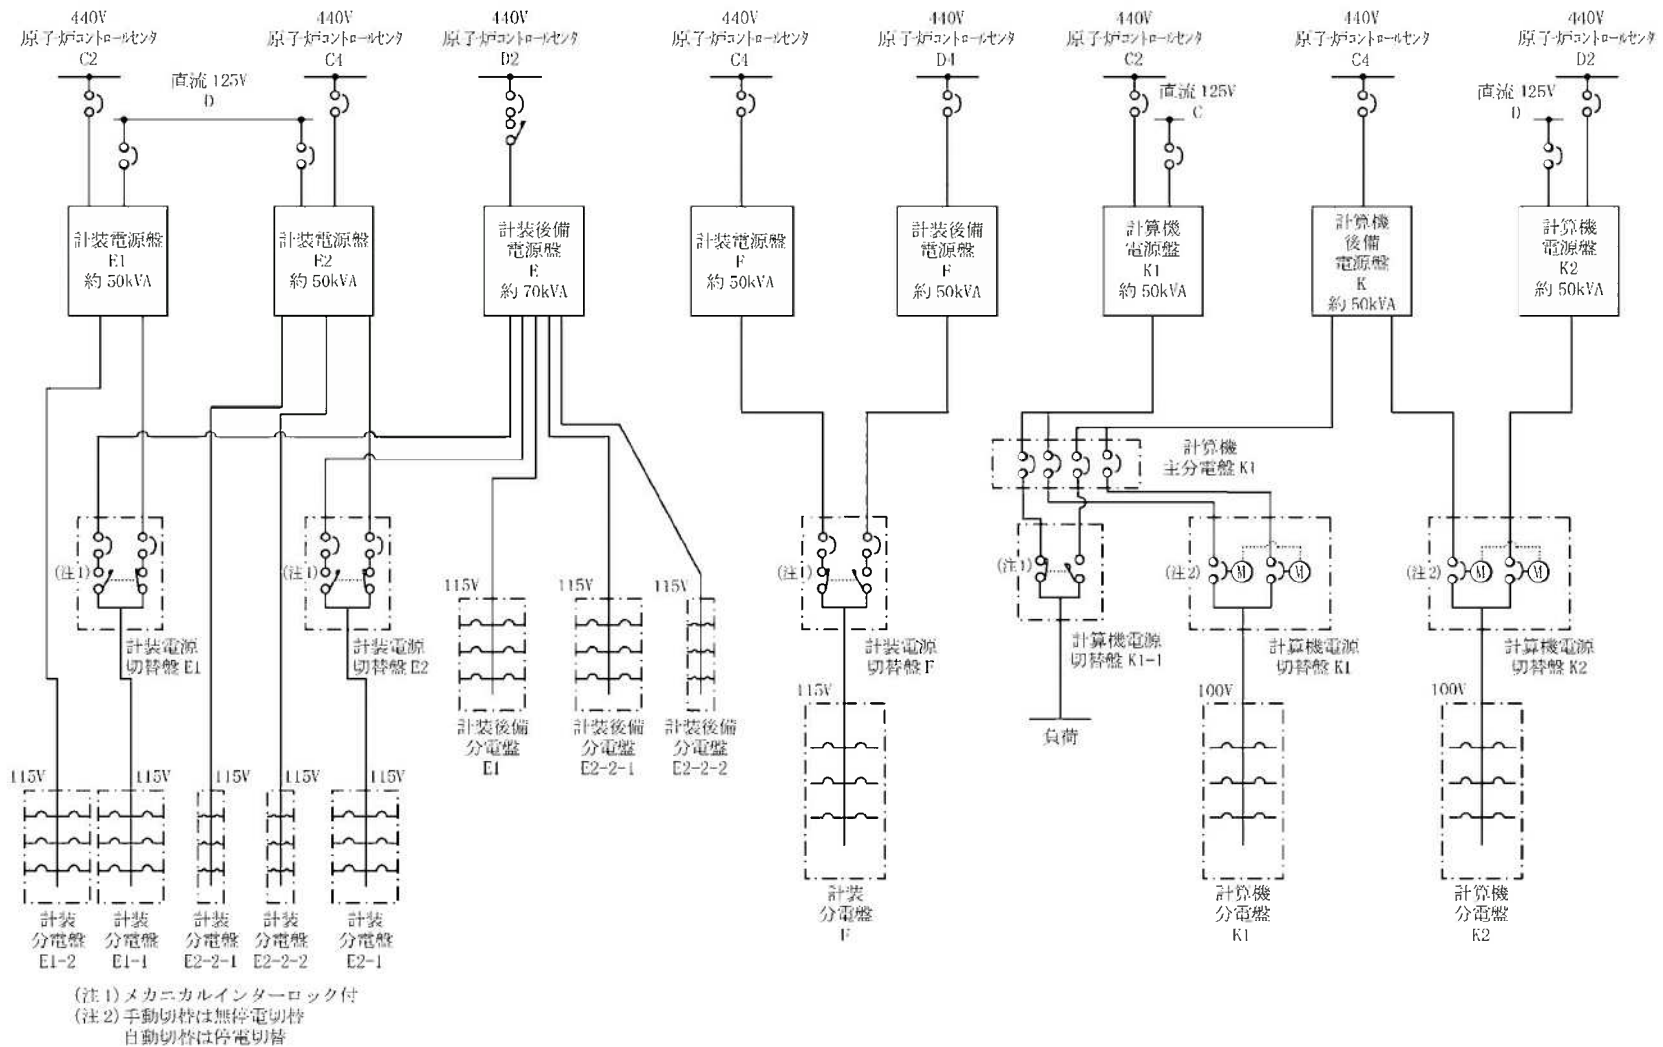 440V
原子炉コントロールセンタ
C2
440V
原子炉コントロールセンタ
C4
440V
原子炉コントロールセンタ
D2
440V
原子炉コントロールセンタ
C4
440V
原子炉コントロールセンタ
D4
440V
原子炉コントロールセンタ
C2
440V
原子炉コントロールセンタ
C4
440V
原子炉コントロールセンタ
D2
直流 125V
D
直流 125V
C
直流 125V
D
計装電源盤
E1
約 50kVA
計装電源盤
E2
約 50kVA
計装後備
電源盤
E
約 70kVA
計装電源盤
F
約 50kVA
計装後備
電源盤
F
約 50kVA
計算機
電源盤
K1
約 50kVA
計算機
後備
電源盤
K
約 50kVA
計算機
電源盤
K2
約 50kVA
計算機
主分電盤 K1
(注1)
計装電源
切替盤 E1
(注1)
計装電源
切替盤 E2
115V
計装後備
分電盤
E1
115V
計装後備
分電盤
E2-2-1
115V
計装後備
分電盤
E2-2-2
(注1)
計装電源
切替盤 F
(注1)
計算機電源
切替盤 K1-1
負荷
(注2)
M
M
計算機電源
切替盤 K1
(注2)
M
M
計算機電源
切替盤 K2
115V
計装
分電盤
F
100V
計算機
分電盤
K1
100V
計算機
分電盤
K2
115V
計装
分電盤
E1-2
115V
計装
分電盤
E1-1
115V
計装
分電盤
E2-2-1
115V
計装
分電盤
E2-2-2
115V
計装
分電盤
E2-1
(注1)メカニカルインターロック付
(注2)手動切替は無停電切替
自動切替は停電切替